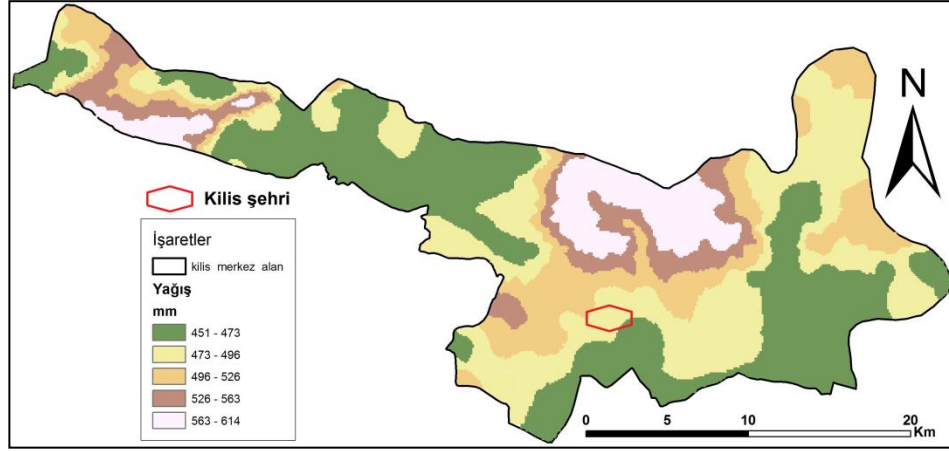 N
Kilis şehri
İşaretler
kilis merkez alan
Yağış
mm
451 - 473
473 - 496
496 - 526
526 - 563
563 - 614
0 5 10 20
Km